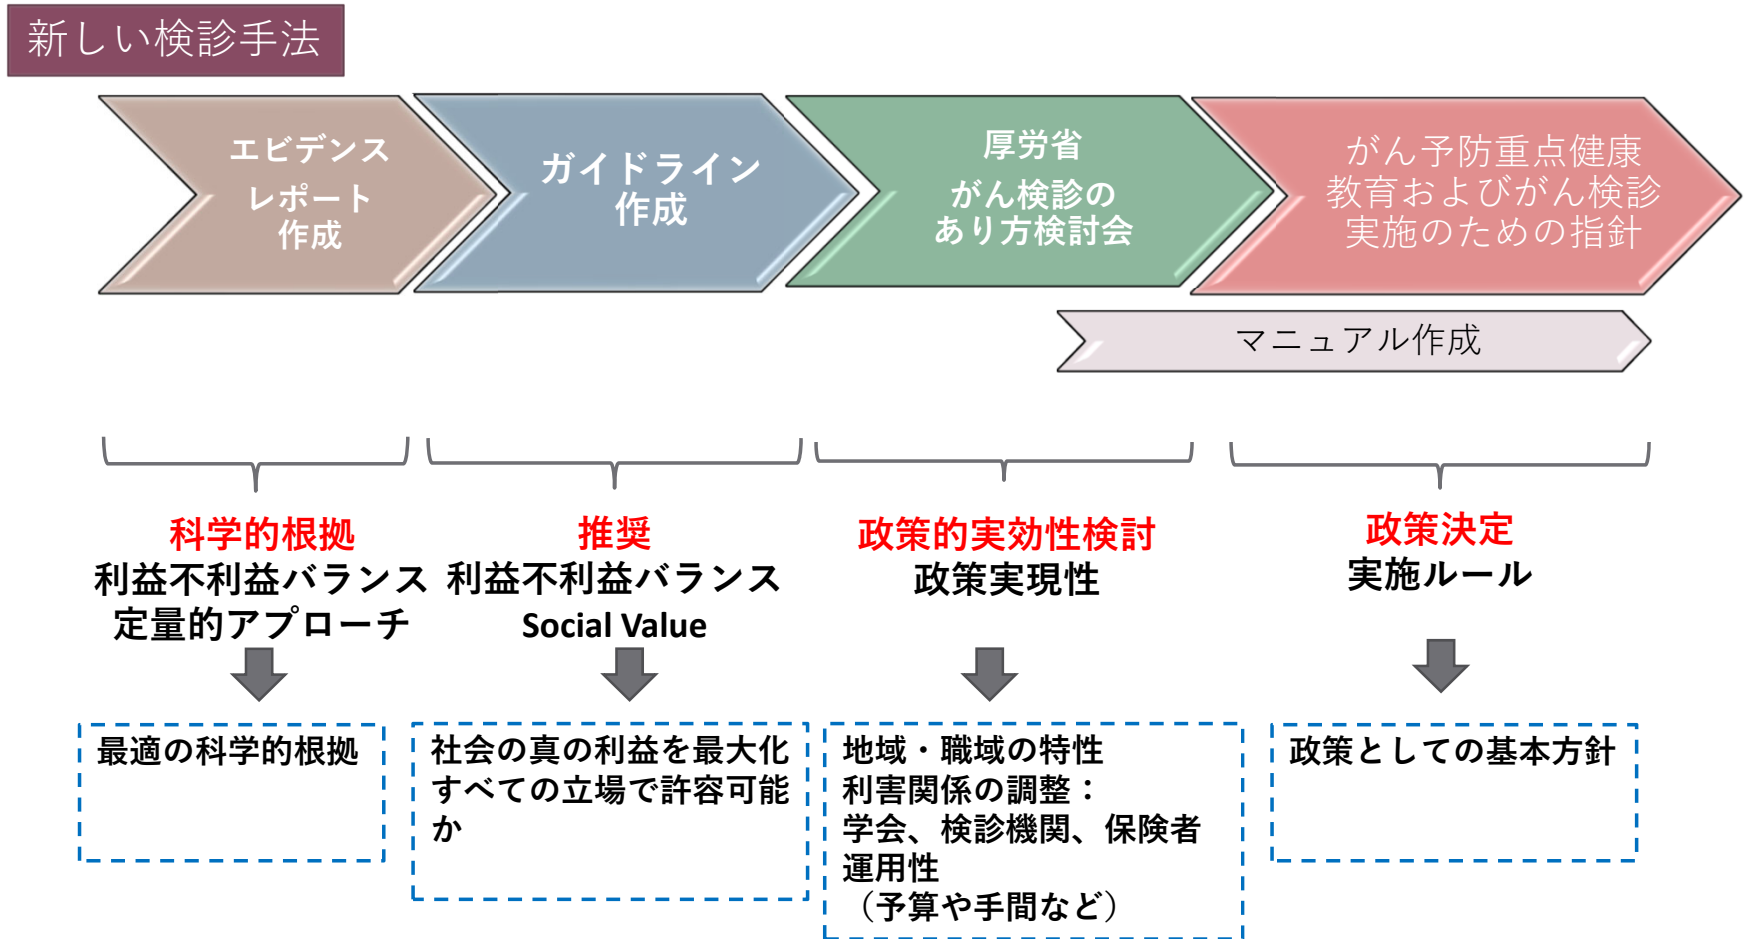 新しい検診手法
エビデンス
レポート
作成
ガイドライン
作成
厚労省
がん検診の
あり方検討会
がん予防重点健康
教育およびがん検診
実施のための指針
マニュアル作成
科学的根拠
利益不利益バランス
定量的アプローチ
推奨
利益不利益バランス
Social Value
政策的実効性検討
政策実現性
政策決定
実施ルール
最適の科学的根拠
社会の真の利益を最大化
すべての立場で許容可能
か
地域・職域の特性
利害関係の調整：
学会、検診機関、保険者
運用性
（予算や手間など）
政策としての基本方針